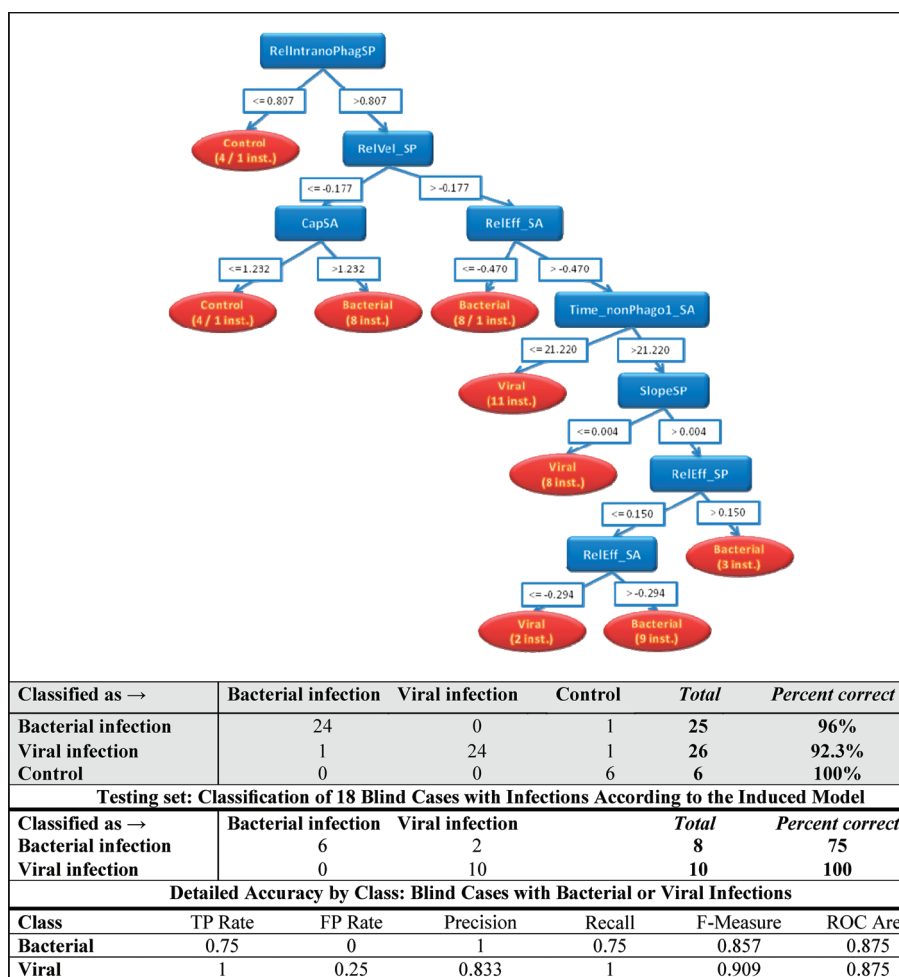 RelIntranoPhagSP
<=0.807 >0.807
Control
(4 / 1 inst.)
RelVel_SP
<=-0.177 >-0.177
CapSA RelEff_SA
<=1.232 >1.232 <=-0.470 >-0.470
Control Bacterial Bacterial Time_nonPhago1_SA
(4 / 1 inst.) (8 inst.) (8 / 1 inst.)
<=21.220 >21.220
Viral SlopeSP
(11 inst.)
<=0.004 >0.004
Viral RelEff_SP
(8 inst.)
<=0.150 >0.150
RelEff_SA Bacterial
(3 inst.)
<=-0.294 >-0.294
Viral Bacterial
(2 inst.) (9 inst.)
Classified as → Bacterial infection Viral infection Control Total Percent correct
Bacterial infection 24 0 1 25 96%
Viral infection 1 24 1 26 92.3%
Control 0 0 6 6 100%
Testing set: Classification of 18 Blind Cases with Infections According to the Induced Model
Classified as → Bacterial infection Viral infection Total Percent correct
Bacterial infection 6 2 8 75
Viral infection 0 10 10 100
Detailed Accuracy by Class: Blind Cases with Bacterial or Viral Infections
Class TP Rate FP Rate Precision Recall F-Measure ROC Are
Bacterial 0.75 0 1 0.75 0.857 0.875
Viral 1 0.25 0.833 1 0.909 0.875